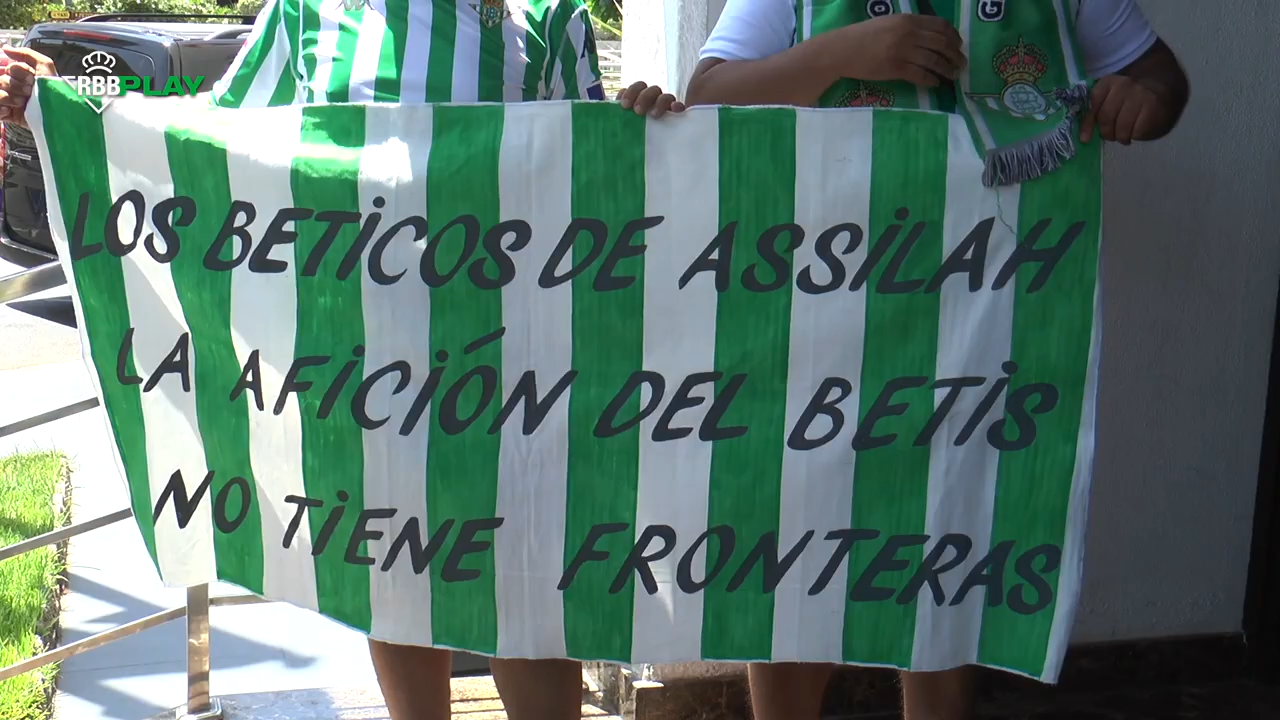 RBBPLAY
LOS BETICOS DE ASSILAH
LA AFICIÓN DEL BETIS
NO TIENE FRONTERAS